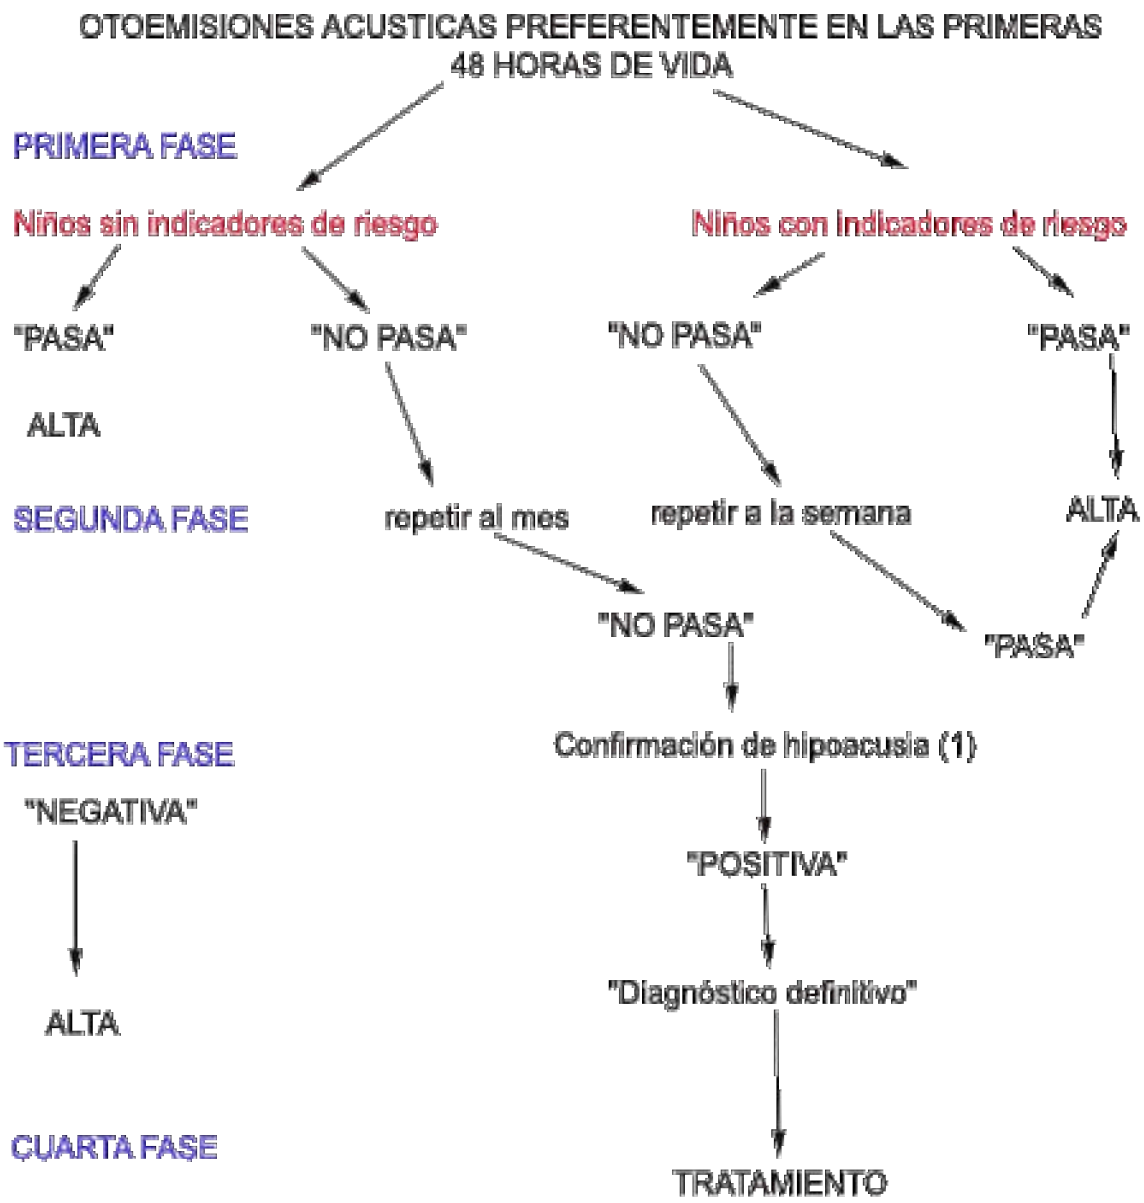 OTOEMISIONES ACUSTICAS PREFERENTEMENTE EN LAS PRIMERAS
48 HORAS DE VIDA
PRIMERA FASE
Niños sin indicadores de riesgo
Niños con indicadores de riesgo
"PASA"
"NO PASA"
"NO PASA"
"PASA"
ALTA
SEGUNDA FASE
repetir al mes
repetir a la semana
ALTA
"NO PASA"
"PASA"
TERCERA FASE
Confirmación de hipoacusia (1)
"NEGATIVA"
"POSITIVA"
"Diagnóstico definitivo"
ALTA
CUARTA FASE
TRATAMIENTO